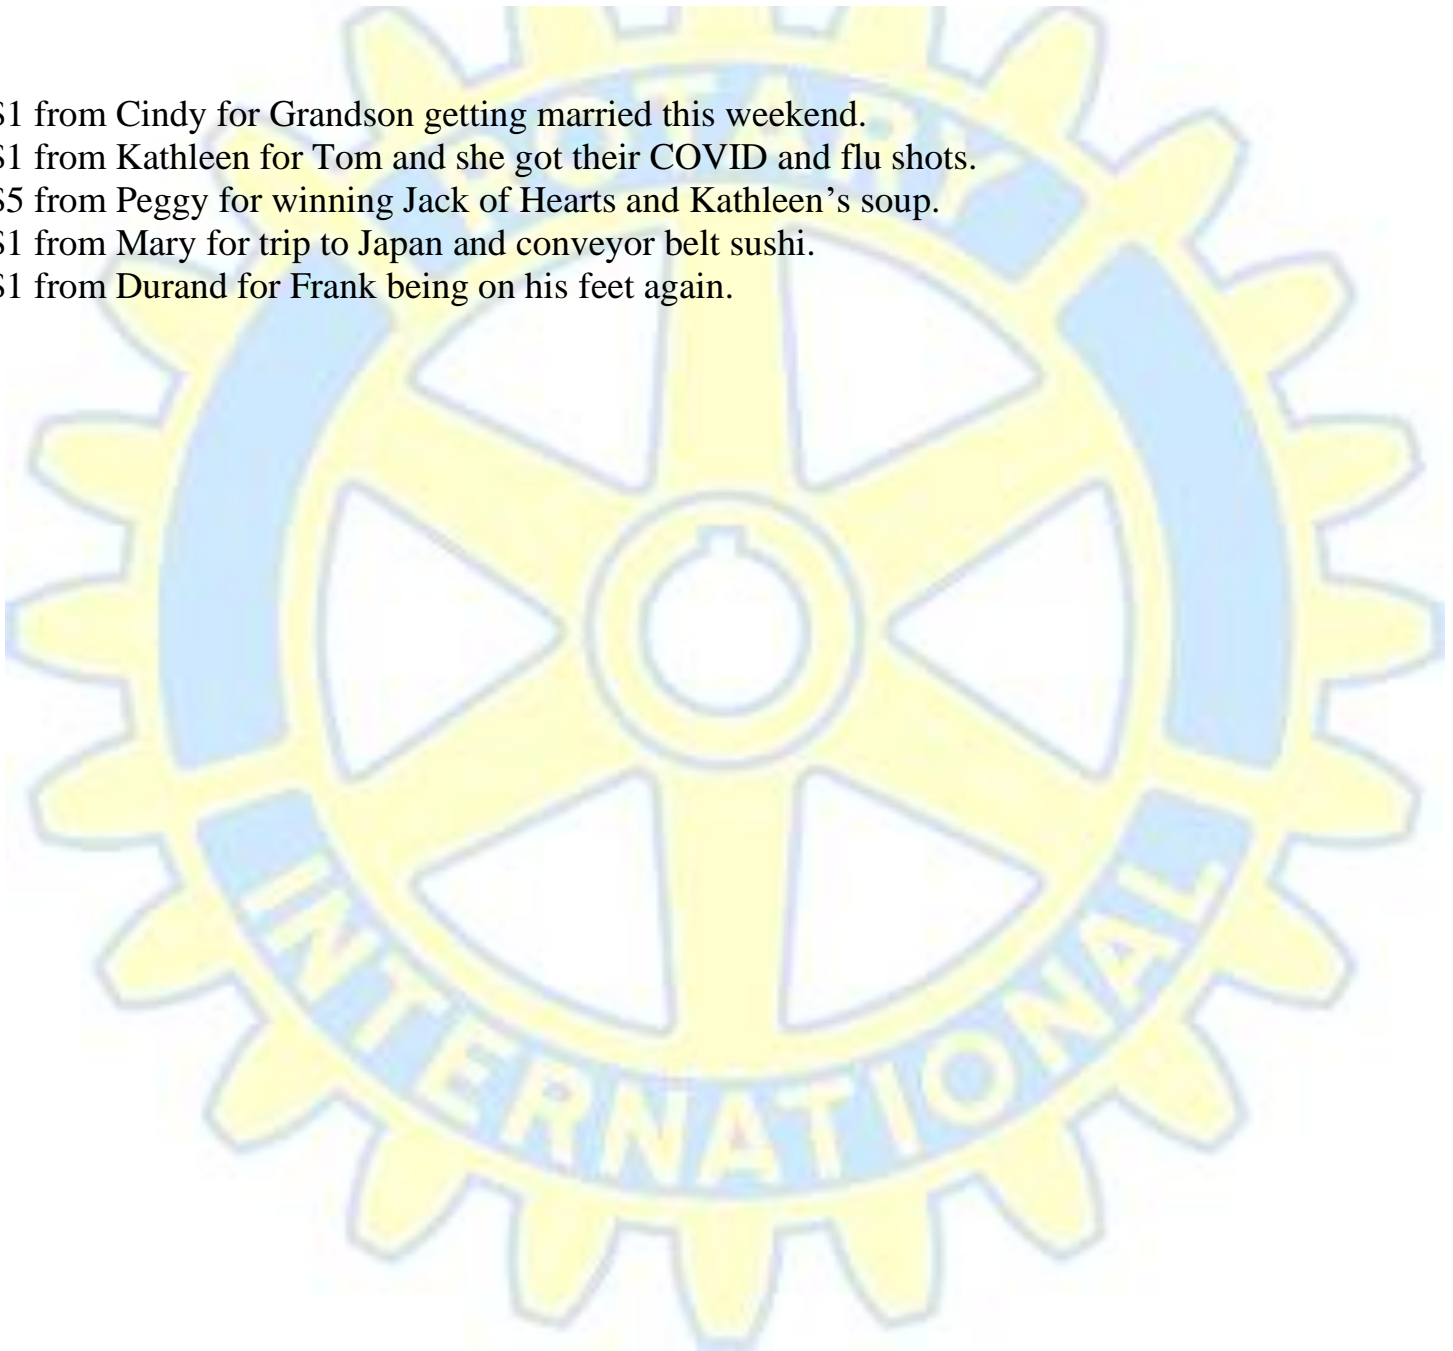 $1 from Cindy for Grandson getting married this weekend.
$1 from Kathleen for Tom and she got their COVID and flu shots.
$5 from Peggy for winning Jack of Hearts and Kathleen’s soup.
$1 from Mary for trip to Japan and conveyor belt sushi.
$1 from Durand for Frank being on his feet again.
ROTARY
INTERNATIONAL